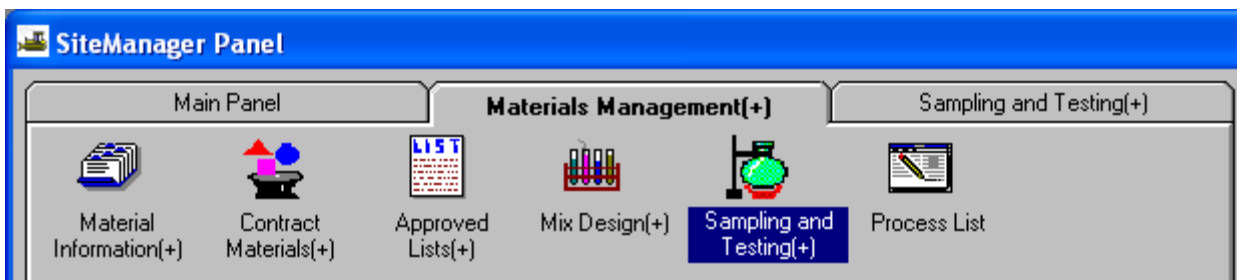 SiteManager Panel
Main Panel
Materials Management(+)
Sampling and Testing(+)
LIST
Material
Information(+)
Contract
Materials(+)
Approved
Lists(+)
Mix Design(+)
Sampling and
Testing(+)
Process List